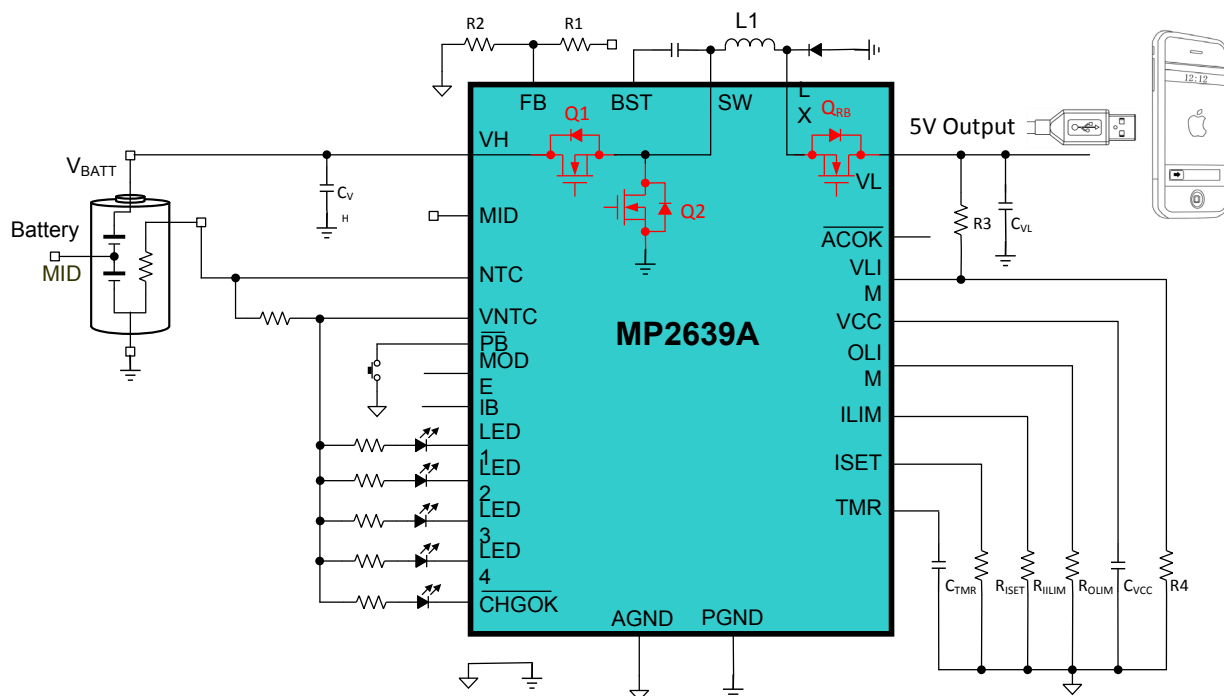 R2
R1
L1
12:12
FB
BST
SW
L
X
Q1
QRB
5V Output
VH
VL
VBATT
CV
H
MID
Q2
R3
CVL
Battery
MID
ACOK
NTC
VLI
M
VNTC
VCC
MP2639A
PB
MOD
E
OLI
M
IB
ILIM
LED
1
LED
2
ISET
LED
3
TMR
LED
4
CHGOK
CTMR
RISET
RIILIM
ROLIM
CVCC
R4
AGND
PGND